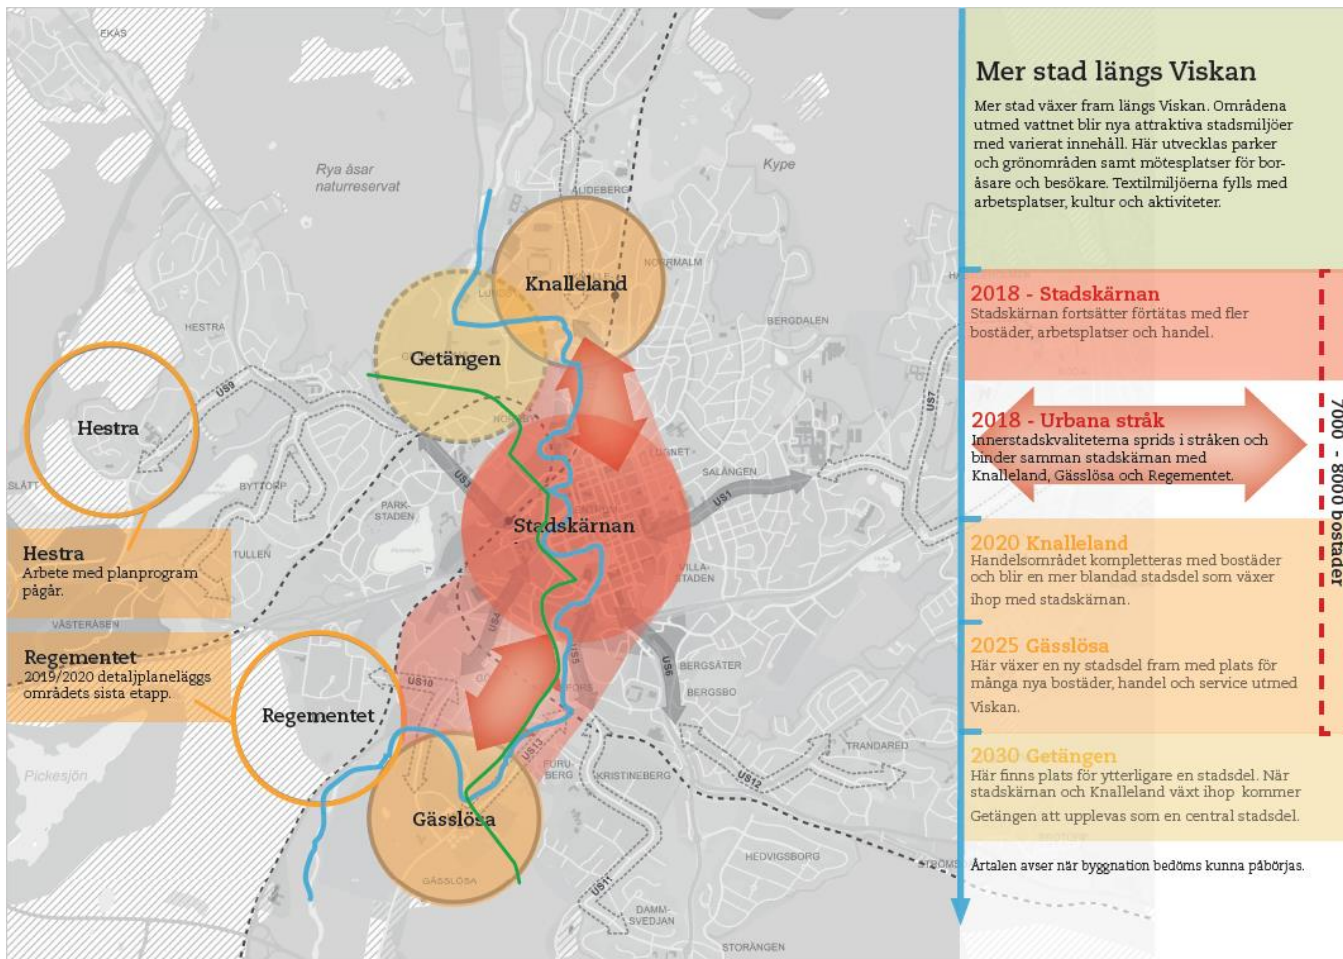 EKÅS
Rya åsar
naturreservat
Kype
NORRMALM
Knalleland
BERGDALEN
HESTRA
Getängen
US9
Hestra
US7
LUGNET
SALÄNGEN
US3
US1
BYTTORP
PARK-
STADEN
Stadskärnan
TULLEN
VILLA-
STADEN
Hestra
Arbete med planprogram
pågår.
VÄSTERÅSEN
US4
US5
US6
BERGSÄTER
BERGSBO
Regementet
2019/2020 detaljplaneläggs
områdets sista etapp.
US10
Regementet
US13
TRANDARED
FURU-
BERG
KRISTINEBERG
US12
Pickesjön
Gässlösa
HEDVIGSBORG
GÄSSLÖSA
US11
DAMM-
SVEDJAN
STORÄNGEN
Mer stad längs Viskan
Mer stad växer fram längs Viskan. Områdena
utmed vattnet blir nya attraktiva stadsmiljöer
med varierat innehåll. Här utvecklas parker
och grönområden samt mötesplatser för bor-
åsare och besökare. Textilmiljöerna fylls med
arbetsplatser, kultur och aktiviteter.
2018 - Stadskärnan
Stadskärnan fortsätter förtätas med fler
bostäder, arbetsplatser och handel.
2018 - Urbana stråk
Innerstadskvaliteterna sprids i stråken och
binder samman stadskärnan med
Knalleland, Gässlösa och Regementet.
2020 Knalleland
Handelsområdet kompletteras med bostäder
och blir en mer blandad stadsdel som växer
ihop med stadskärnan.
2025 Gässlösa
Här växer en ny stadsdel fram med plats för
många nya bostäder, handel och service utmed
Viskan.
2030 Getängen
Här finns plats för ytterligare en stadsdel. När
stadskärnan och Knalleland växt ihop kommer
Getängen att upplevas som en central stadsdel.
Årtalen avser när byggnation bedöms kunna påbörjas.
7000 - 8000 bostäder